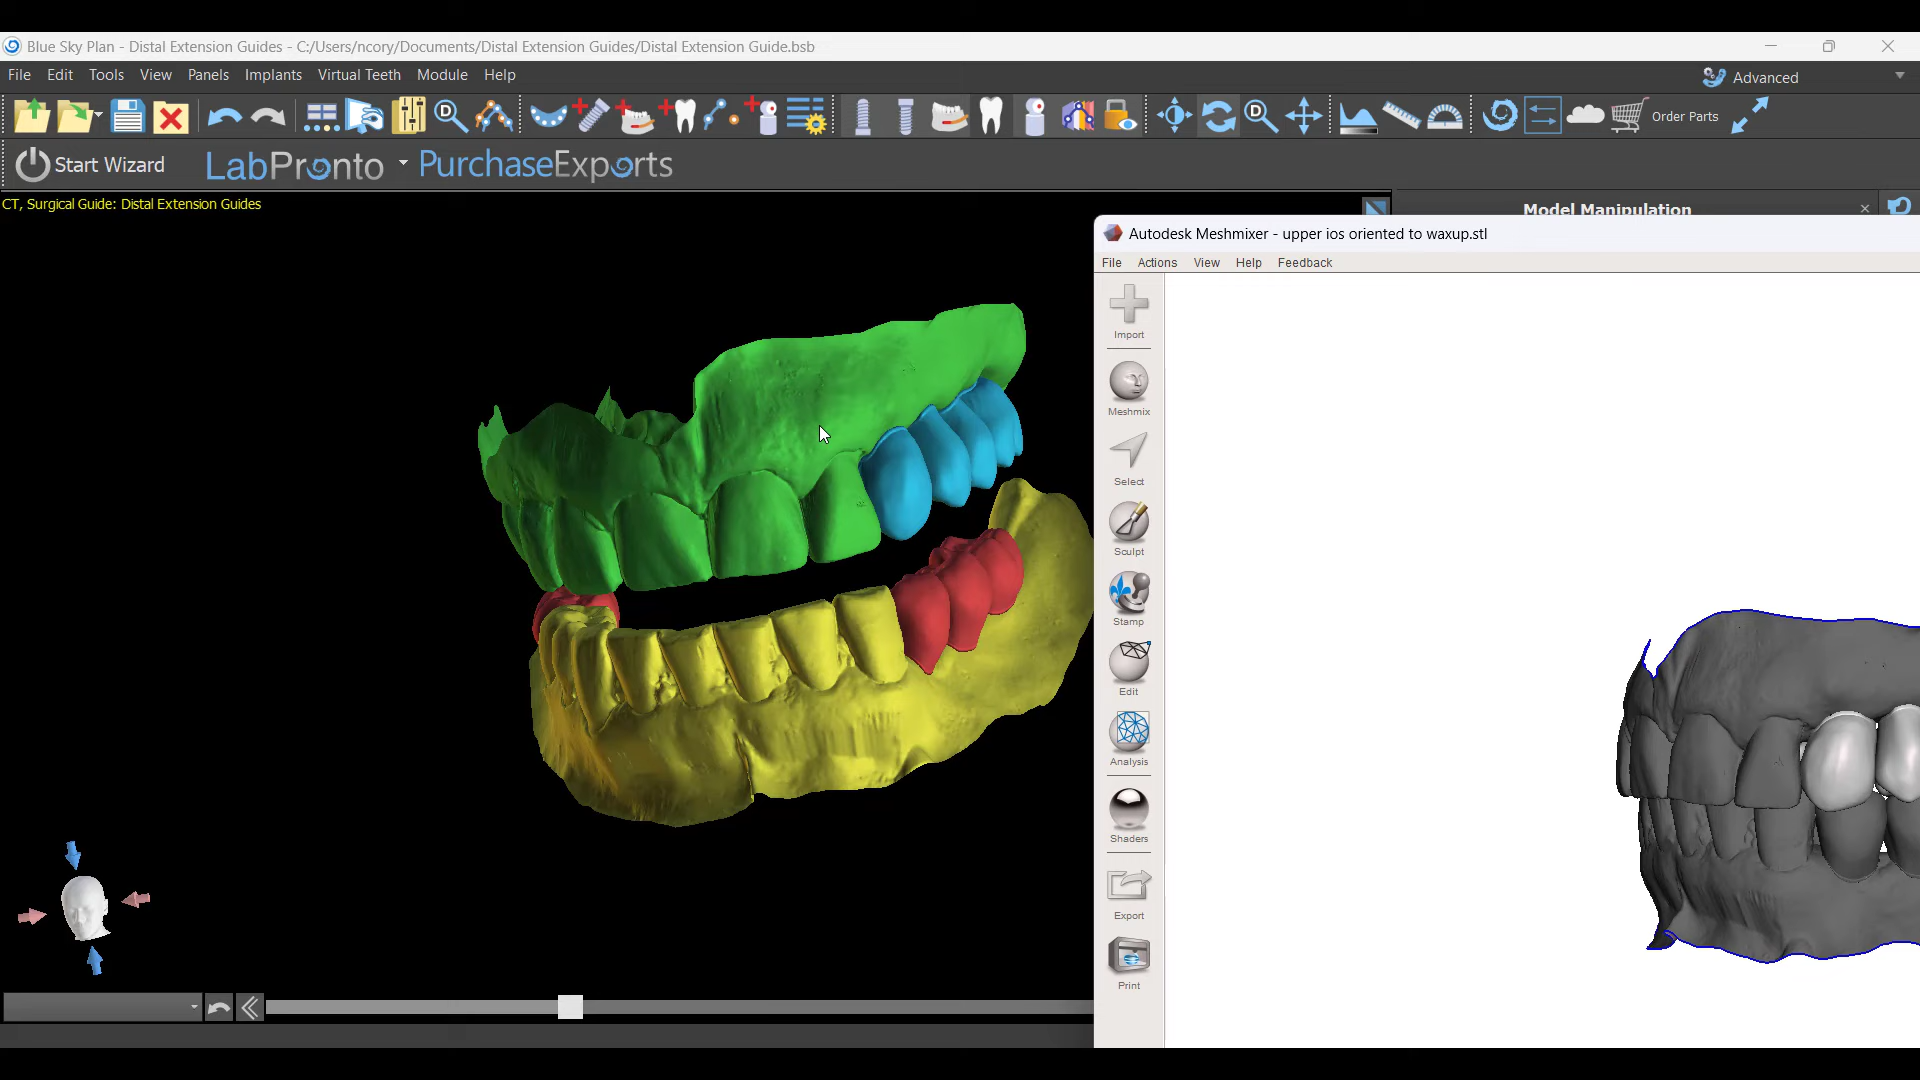 Blue Sky Plan - Distal Extension Guides - C:/Users/ncory/Documents/Distal Extension Guides/Distal Extension Guide.bsb
File Edit Tools View Panels Implants Virtual Teeth Module Help
Advanced
Order Parts
Start Wizard
LabPronto
PurchaseExports
CT, Surgical Guide: Distal Extension Guides
Model Manipulation
Autodesk Meshmixer - upper ios oriented to waxup.stl
File Actions View Help Feedback
Import
Meshmix
Select
Sculpt
Stamp
Edit
Analysis
Shaders
Export
Print